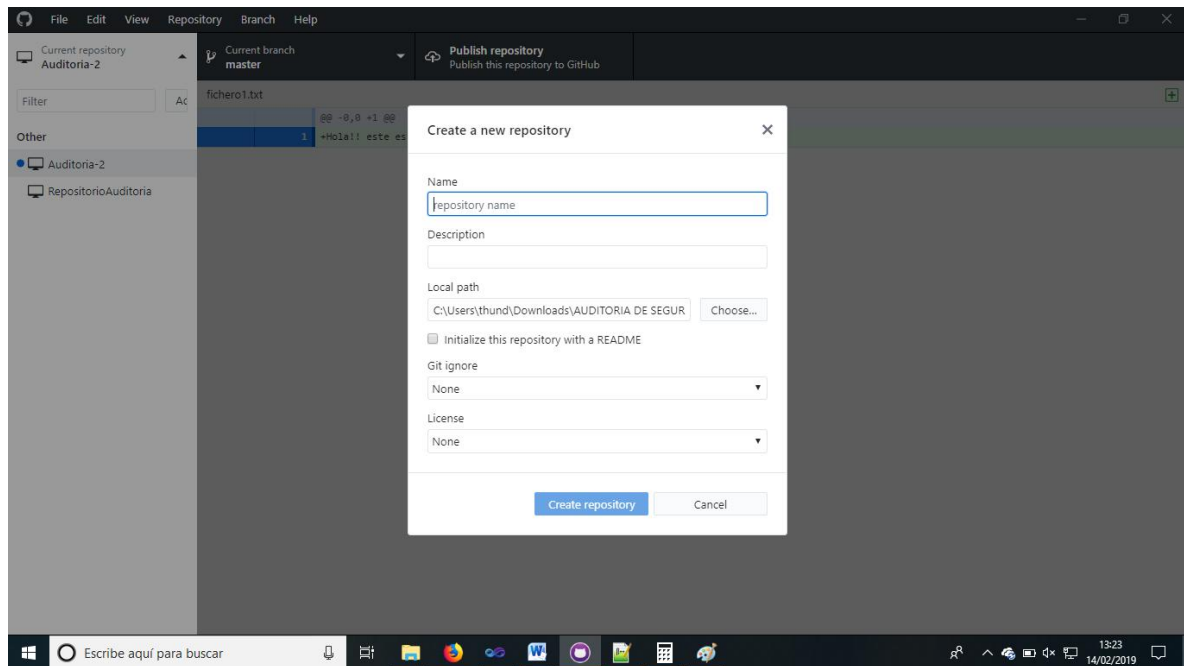 File Edit View Repository Branch Help
Current repository
Auditoria-2
Current branch
master
Publish repository
Publish this repository to GitHub
Filter
Ac
fichero1.txt
@@ -0,0 +1 @@
1 +Hola!! este es
Other
Auditoria-2
RepositorioAuditoria
Create a new repository
Name
repository name
Description
Local path
C:\Users\thund\Downloads\AUDITORIA DE SEGUR
Choose...
Initialize this repository with a README
Git ignore
None
License
None
Create repository
Cancel
Escribe aquí para buscar
13:23
14/02/2019